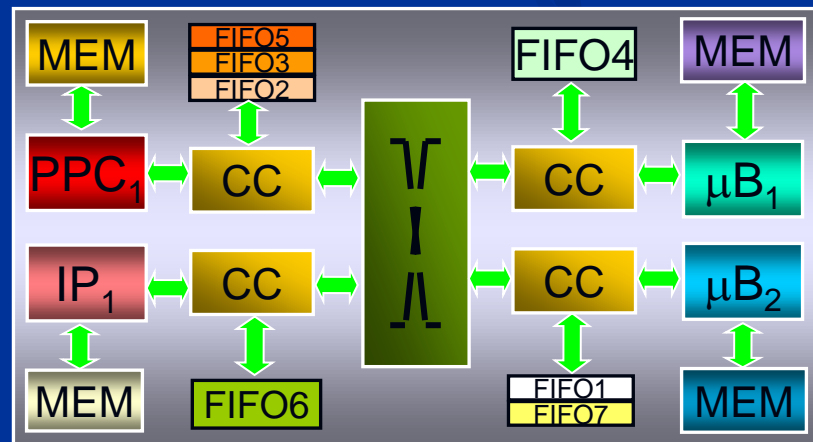 MEM
FIFO5
FIFO3
FIFO2
FIFO4
MEM
PPC1
CC
CC
μB1
IP1
CC
CC
μB2
MEM
FIFO6
FIFO1
FIFO7
MEM